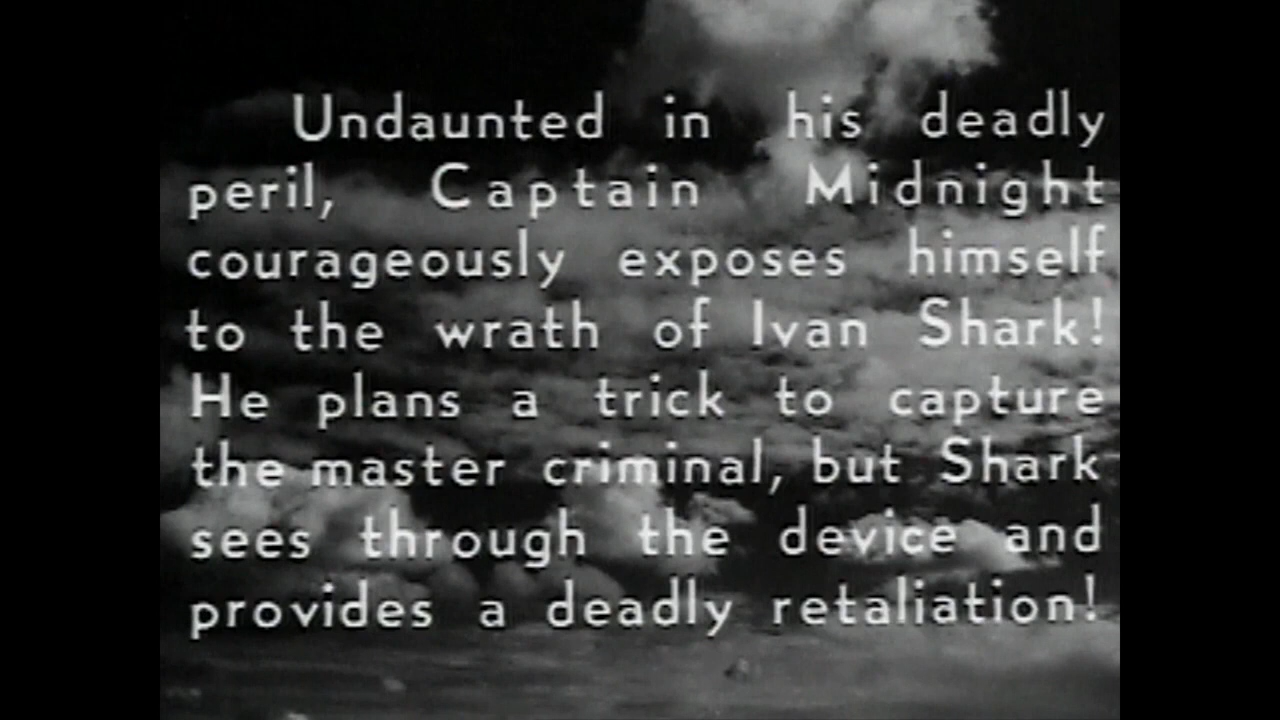 Undaunted in his deadly
peril, Captain Midnight
courageously exposes himself
to the wrath of Ivan Shark!
He plans a trick to capture
the master criminal, but Shark
sees through the device and
provides a deadly retaliation!